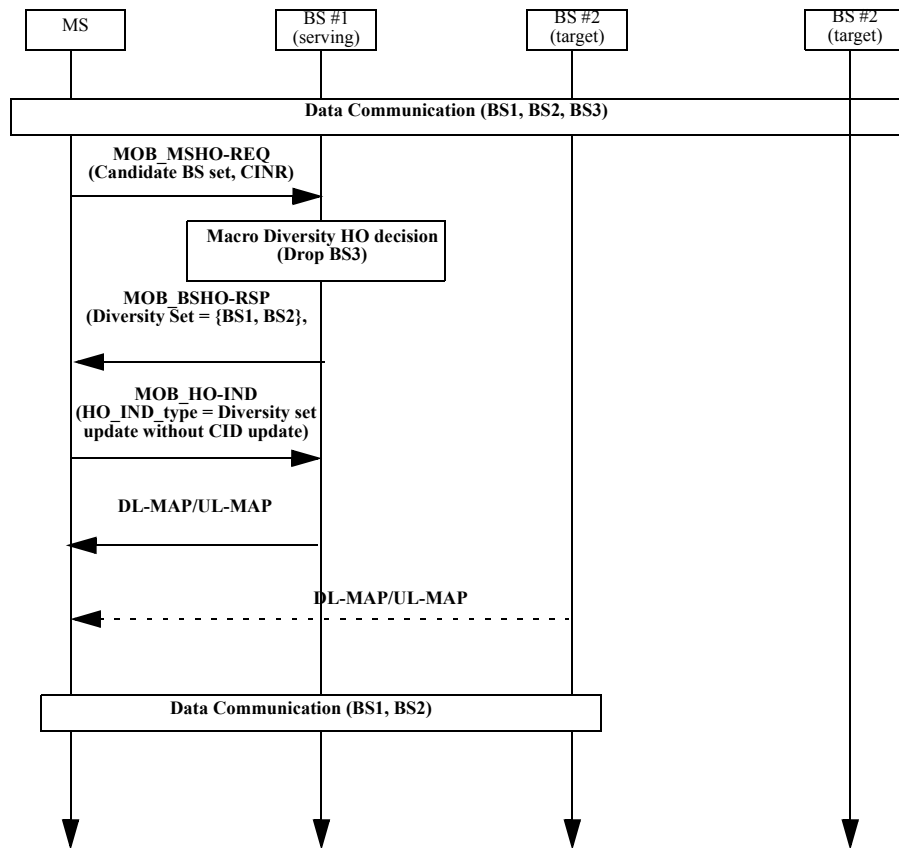 MS
BS #1
(serving)
BS #2
(target)
BS #2
(target)
Data Communication (BS1, BS2, BS3)
MOB_MSHO-REQ
(Candidate BS set, CINR)
Macro Diversity HO decision
(Drop BS3)
MOB_BSHO-RSP
(Diversity Set = {BS1, BS2},
MOB_HO-IND
(HO_IND_type = Diversity set
update without CID update)
DL-MAP/UL-MAP
DL-MAP/UL-MAP
Data Communication (BS1, BS2)